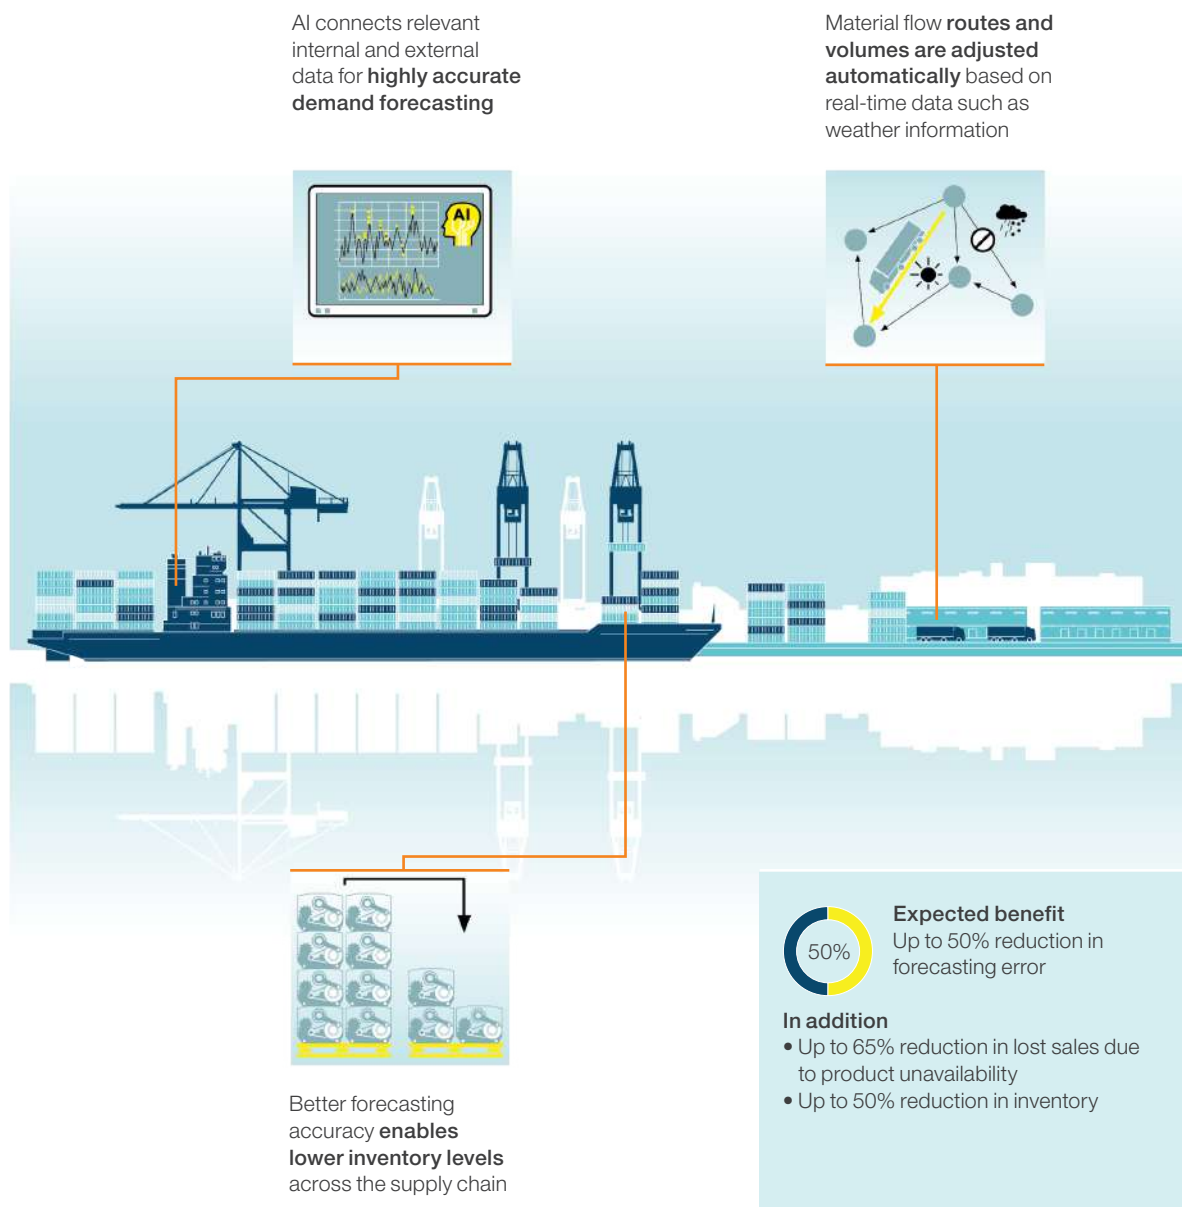 AI connects relevant
internal and external
data for highly accurate
demand forecasting
Material flow routes and
volumes are adjusted
automatically based on
real-time data such as
weather information
AI
Better forecasting
accuracy enables
lower inventory levels
across the supply chain
50%
Expected benefit
Up to 50% reduction in
forecasting error
In addition
• Up to 65% reduction in lost sales due
to product unavailability
• Up to 50% reduction in inventory